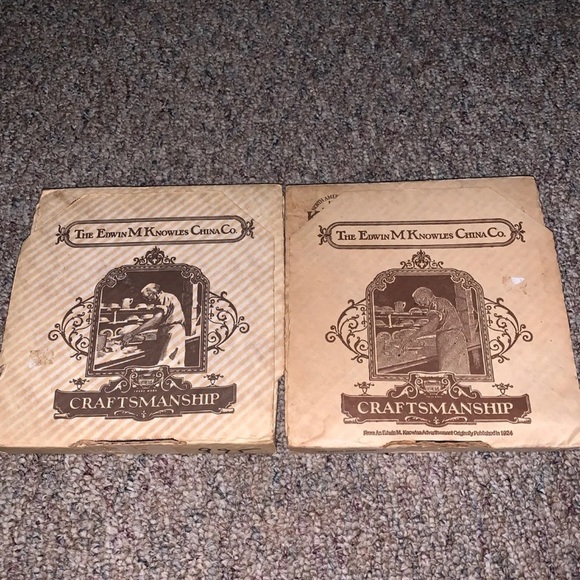 THE EDWIN M KNOWLES CHINA CO.
CRAFTSMANSHIP
THE EDWIN M. KNOWLES CHINA CO.
CRAFTSMANSHIP
From An Edwin M. Knowles Advertisement Originally Published in 1924